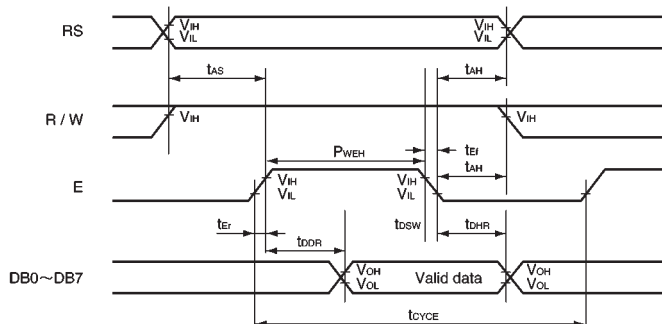 RS
VIH
VIL
VIH
VIL
tAS
tAH
R / W
VIH
VIH
PWEH
tEf
tAH
E
VIH
VIL
VIH
VIL
tEr
tDDR
tDSW
tDHR
DB0～DB7
VOH
VOL
Valid data
VOH
VOL
tCYCE